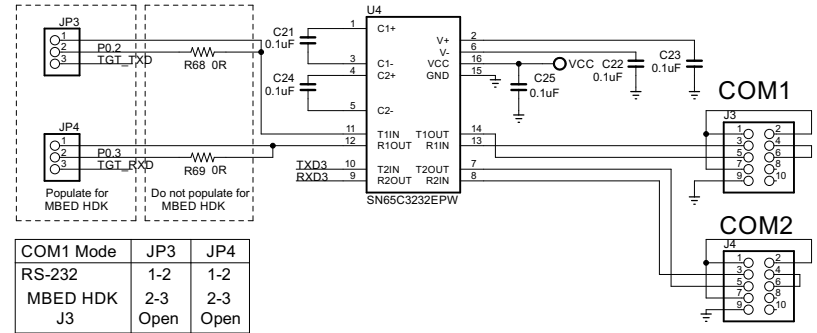 JP3
1
2
3
P0.2
TGT_TXD
R68 0R
JP4
1
2
3
P0.3
TGT_RXD
R69 0R
Populate for
MBED HDK
Do not populate for
MBED HDK
C21
0.1uF
C24
0.1uF
U4
1 C1+
3 C1-
4 C2+
5 C2-
11 T1IN
12 R1OUT
TXD3 10 T2IN
RXD3 9 R2OUT
V+ 2
V- 6
VCC 16
GND 15
T1OUT 14
R1IN 13
T2OUT 7
R2IN 8
SN65C3232EPW
VCC
C25
0.1uF
C22
0.1uF
C23
0.1uF
COM1
J3
1 2
3 4
5 6
7 8
9 10
COM2
J4
1 2
3 4
5 6
7 8
9 10
COM1 Mode JP3 JP4
RS-232 1-2 1-2
MBED HDK 2-3 2-3
J3 Open Open